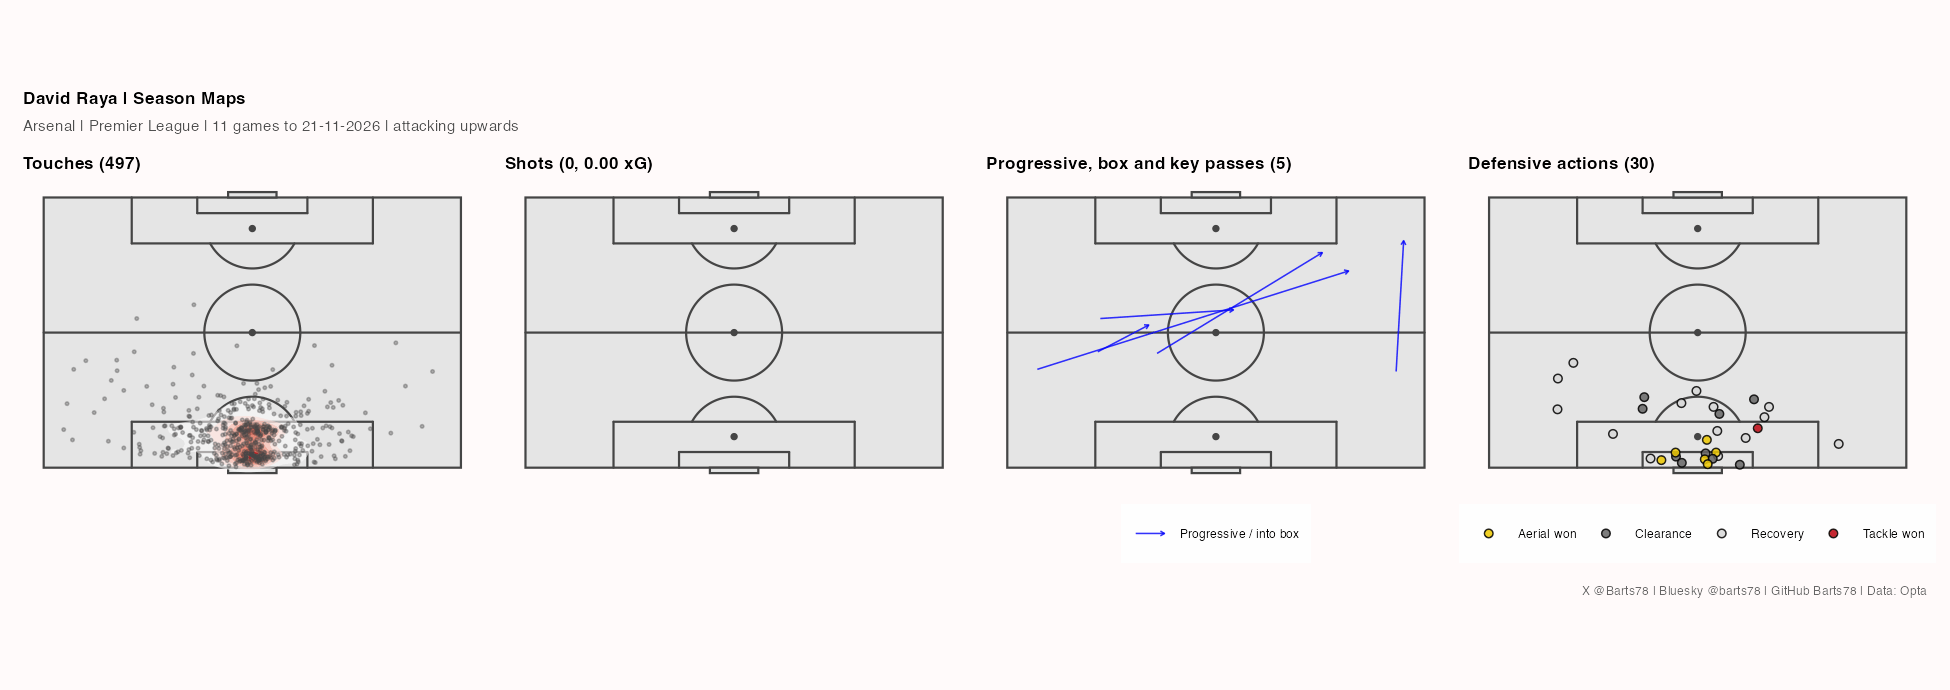 David Raya | Season Maps
Arsenal | Premier League | 11 games to 21-11-2026 | attacking upwards
Touches (497)
Shots (0, 0.00 xG)
Progressive, box and key passes (5)
Defensive actions (30)
Progressive / into box
Aerial won
Clearance
Recovery
Tackle won
X @Barts78 | Bluesky @barts78 | GitHub Barts78 | Data: Opta